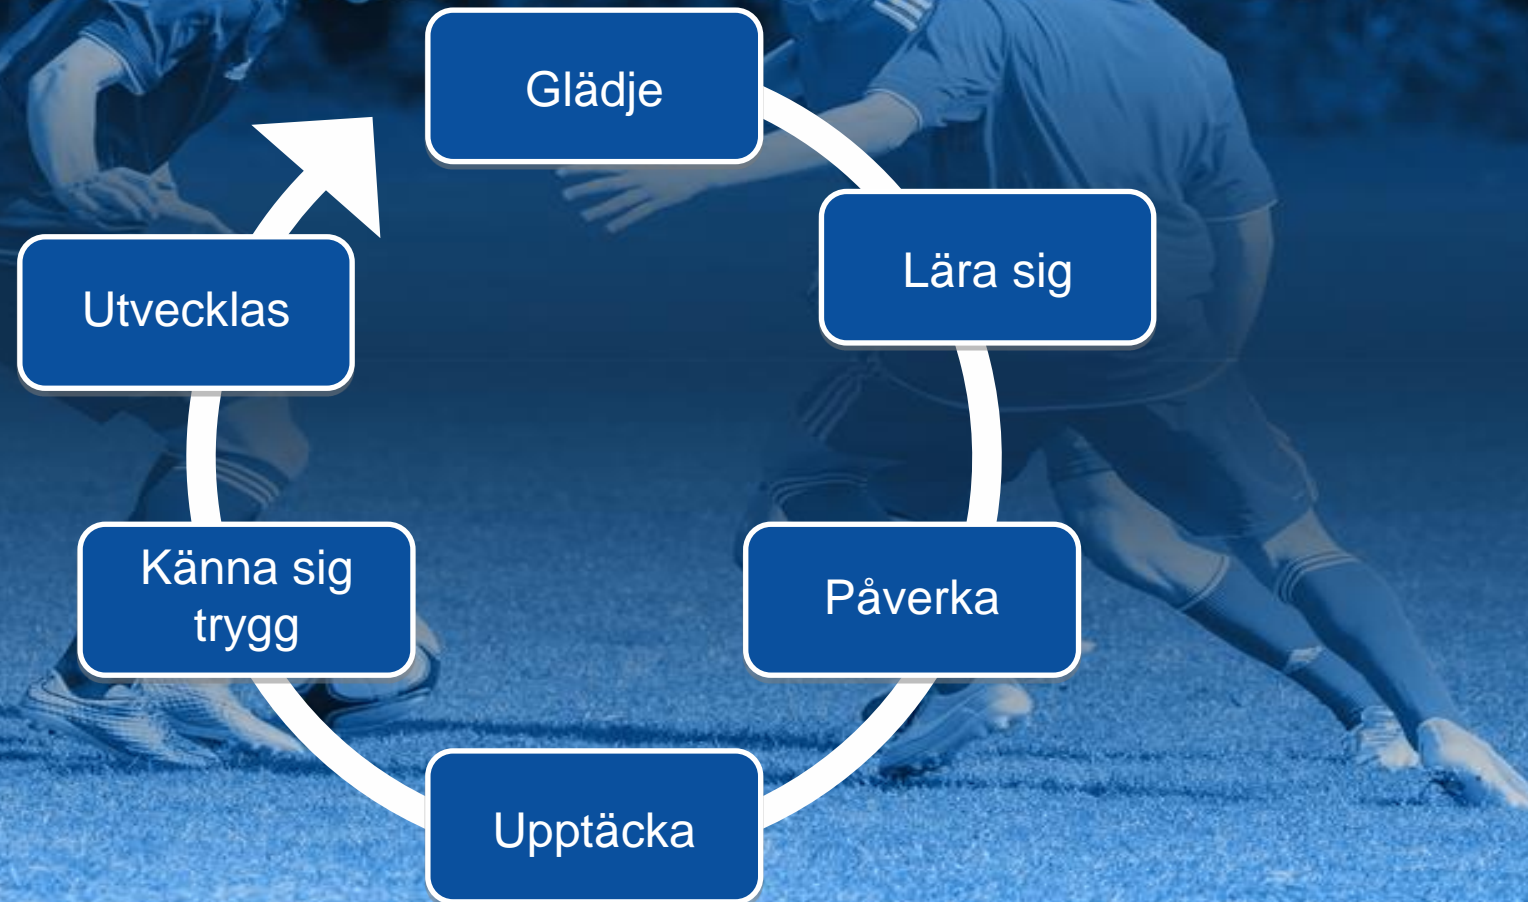 Glädje
Lära sig
Påverka
Upptäcka
Känna sig
trygg
Utvecklas